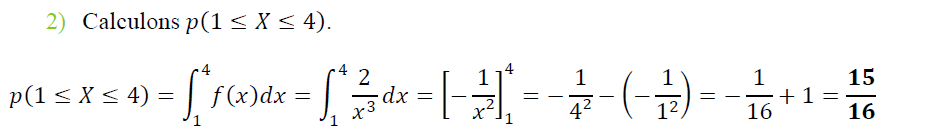 2) Calculons p(1 ≤ X ≤ 4).
p(1 ≤ X ≤ 4) = ∫₁⁴ f(x)dx = ∫₁⁴ 2/x³ dx = [−1/x²]₁⁴ = −1/4² − (−1/1²) = −1/16 + 1 = 15/16